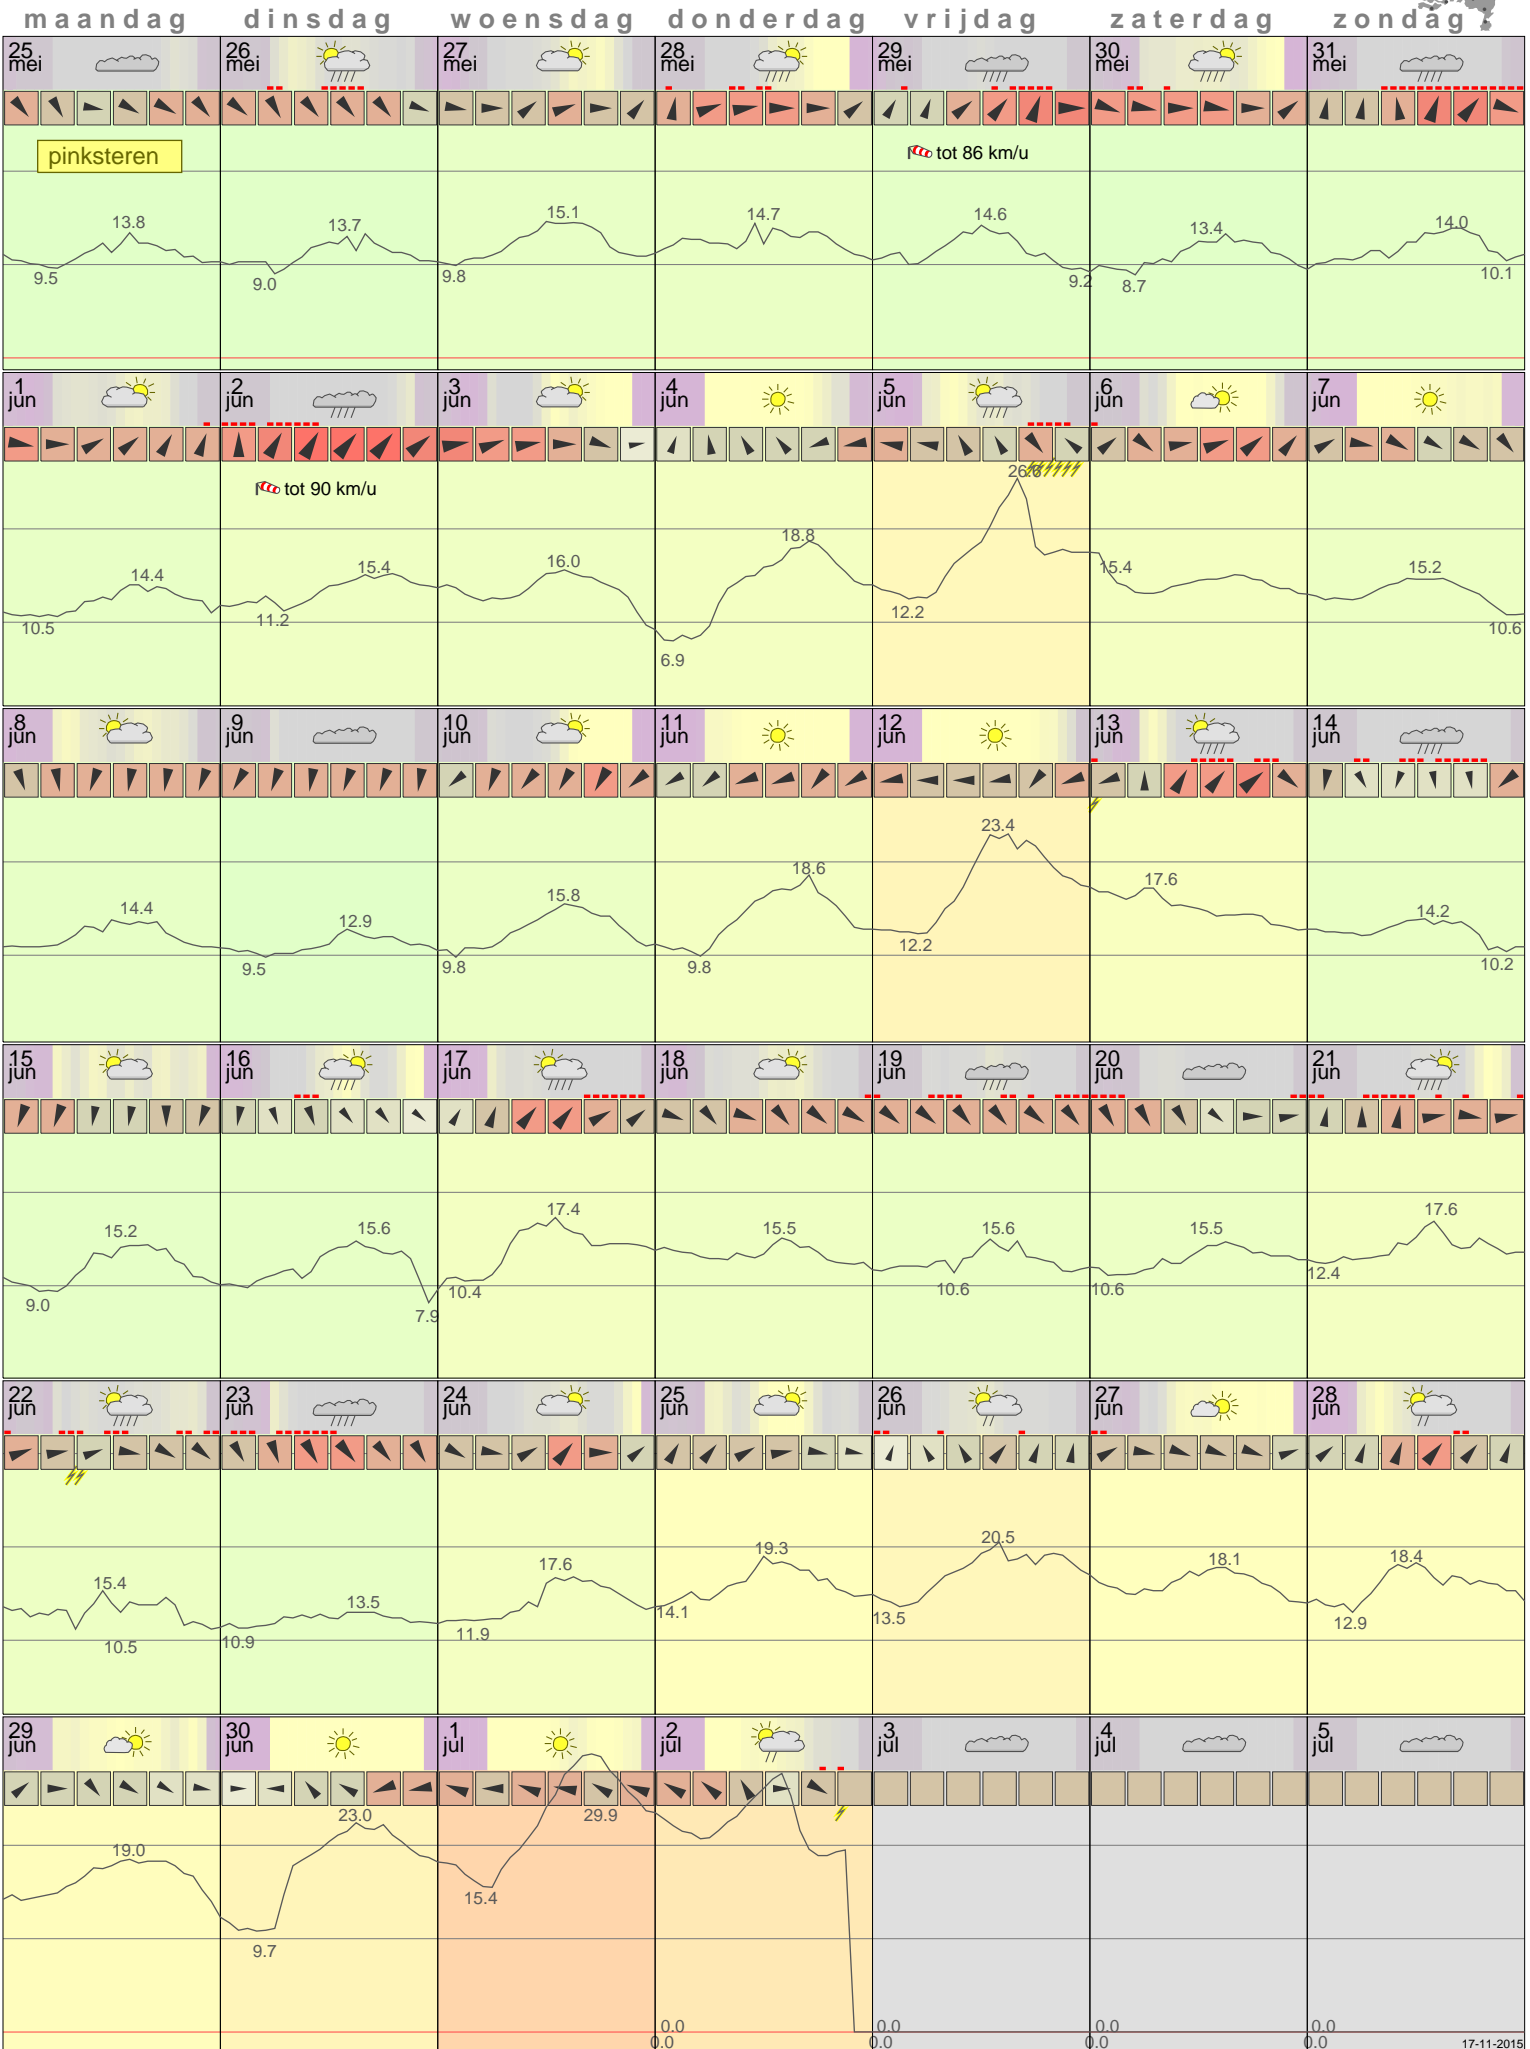 maandag dinsdag woensdag donderdag vrijdag zaterdag zondag
25 26 27 28 29 30 31
mei mei mei mei mei mei mei
pinksteren
tot 86 km/u
13.8 13.7 15.1 14.7 14.6 13.4 14.0
9.5 9.0 9.8 9.2 8.7 10.1
1 2 3 4 5 6 7
jun jun jun jun jun jun jun
tot 90 km/u
14.4 15.4 16.0 18.8 26.6 15.4 15.2
10.5 11.2 6.9 12.2 10.6
8 9 10 11 12 13 14
jun jun jun jun jun jun jun
14.4 12.9 15.8 18.6 23.4 17.6 14.2
9.5 9.8 9.8 12.2 10.2
15 16 17 18 19 20 21
jun jun jun jun jun jun jun
15.2 15.6 17.4 15.5 15.6 15.5 17.6
9.0 7.9 10.4 10.6 10.6 12.4
22 23 24 25 26 27 28
jun jun jun jun jun jun jun
15.4 13.5 17.6 19.3 20.5 18.1 18.4
10.5 10.9 11.9 14.1 13.5 12.9
29 30 1 2 3 4 5
jun jun jul jul jul jul jul
19.0 23.0 29.9
9.7 15.4
0.0 0.0 0.0 0.0
0.0 0.0 0.0 0.0 17-11-2015